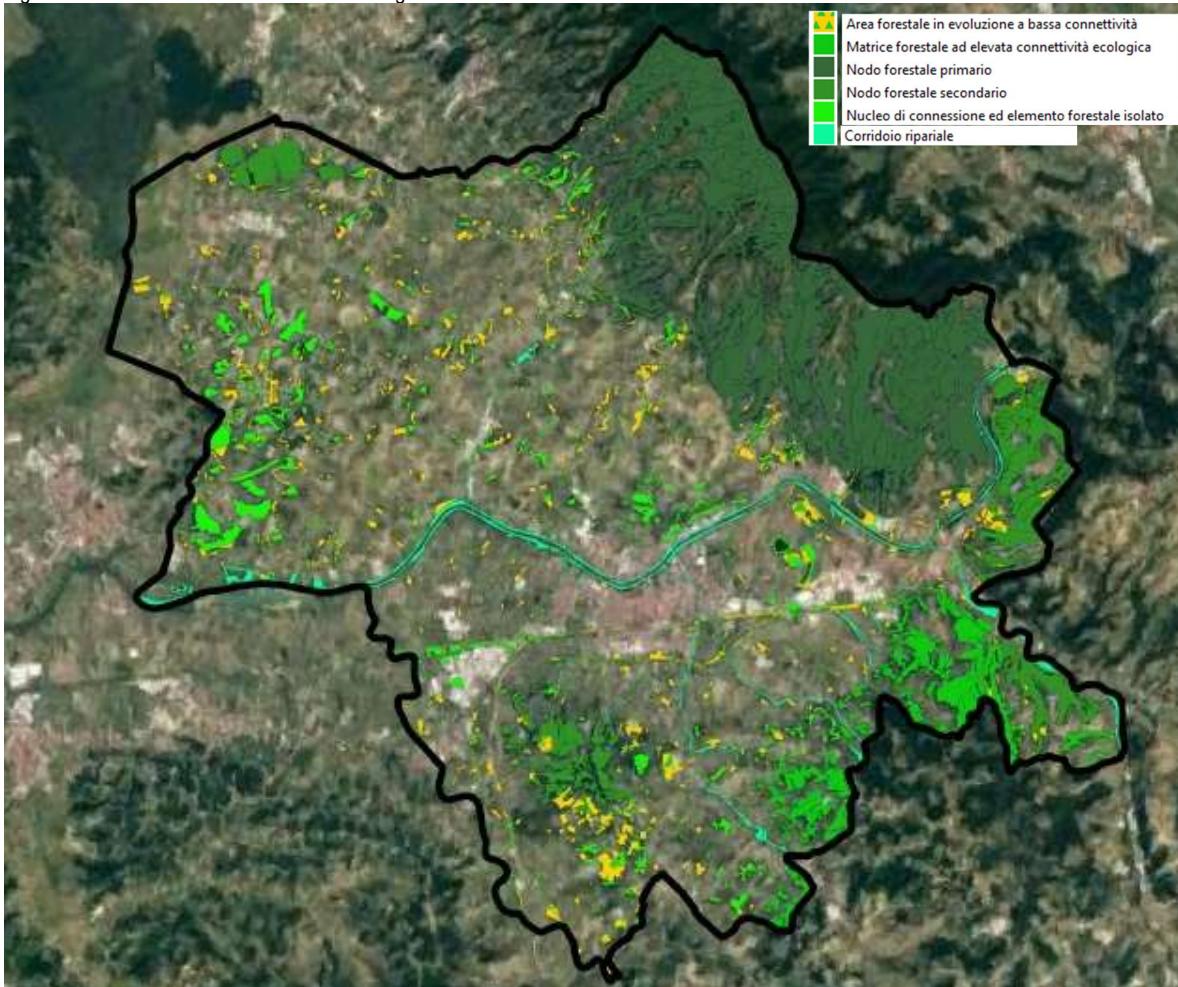 Area forestale in evoluzione a bassa connettività
Matrice forestale ad elevata connettività ecologica
Nodo forestale primario
Nodo forestale secondario
Nucleo di connessione ed elemento forestale isolato
Corridoio ripariale